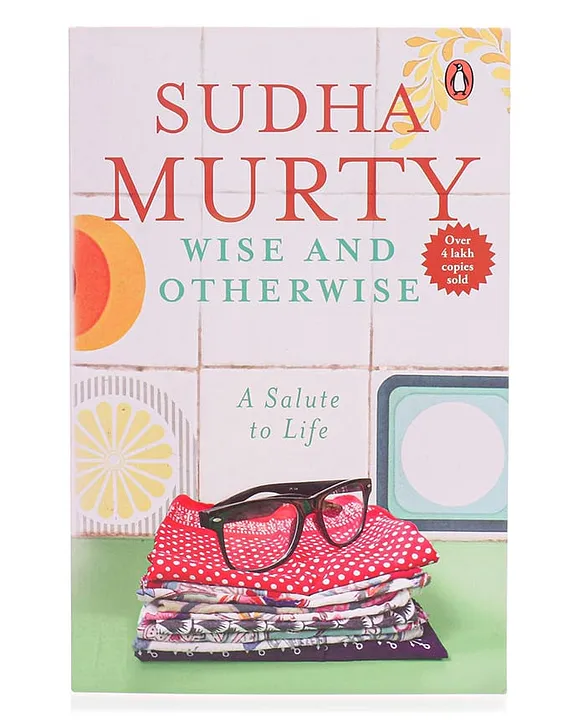 SUDHA
MURTY
WISE AND
OTHERWISE
Over
4 lakh
copies
sold
A Salute
to Life